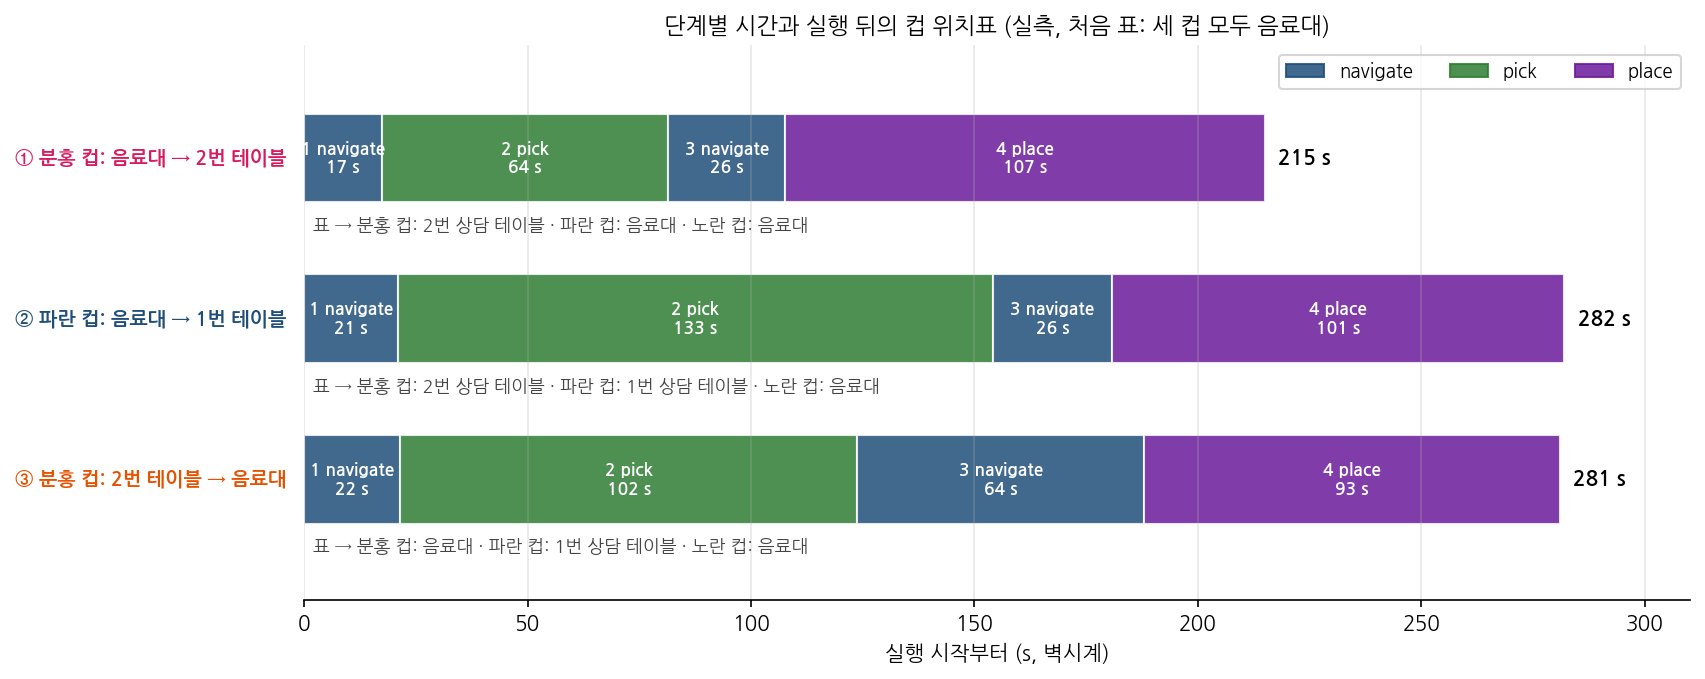 단계별 시간과 실행 뒤의 컵 위치표 (실측, 처음 표: 세 컵 모두 음료대)
navigate pick place
① 분홍 컵: 음료대 → 2번 테이블
1 navigate
17 s
2 pick
64 s
3 navigate
26 s
4 place
107 s
215 s
표 → 분홍 컵: 2번 상담 테이블 · 파란 컵: 음료대 · 노란 컵: 음료대
② 파란 컵: 음료대 → 1번 테이블
1 navigate
21 s
2 pick
133 s
3 navigate
26 s
4 place
101 s
282 s
표 → 분홍 컵: 2번 상담 테이블 · 파란 컵: 1번 상담 테이블 · 노란 컵: 음료대
③ 분홍 컵: 2번 테이블 → 음료대
1 navigate
22 s
2 pick
102 s
3 navigate
64 s
4 place
93 s
281 s
표 → 분홍 컵: 음료대 · 파란 컵: 1번 상담 테이블 · 노란 컵: 음료대
0 50 100 150 200 250 300
실행 시작부터 (s, 벽시계)